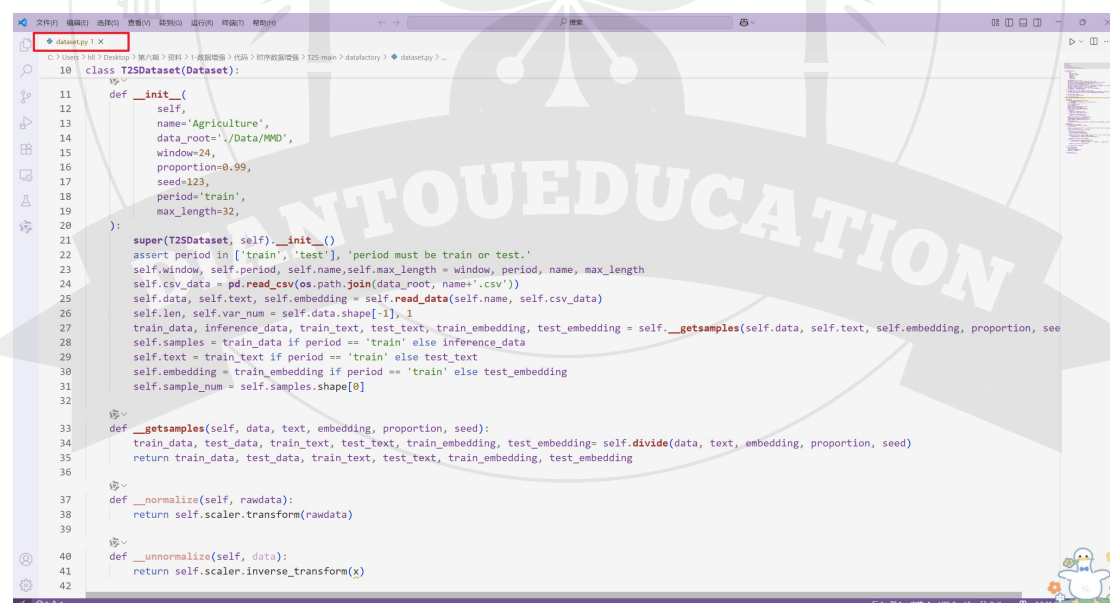 文件(F) 编辑(E) 选择(S) 查看(V) 转到(G) 运行(R) 终端(T) 帮助(H) 搜索
dataset.py 1
C: > Users > hll > Desktop > 第六期 > 资料 > 1-数据增强 > 代码 > 时序数据增强 > T2S-main > datafactory > dataset.py > ...
10 class T2SDataset(Dataset):
11 def __init__(
12 self,
13 name='Agriculture',
14 data_root='./Data/MMD',
15 window=24,
16 proportion=0.99,
17 seed=123,
18 period='train',
19 max_length=32,
20 ):
21 super(T2SDataset, self).__init__()
22 assert period in ['train', 'test'], 'period must be train or test.'
23 self.window, self.period, self.name,self.max_length = window, period, name, max_length
24 self.csv_data = pd.read_csv(os.path.join(data_root, name+'.csv'))
25 self.data, self.text, self.embedding = self.read_data(self.name, self.csv_data)
26 self.len, self.var_num = self.data.shape[-1], 1
27 train_data, inference_data, train_text, test_text, train_embedding, test_embedding = self.__getsamples(self.data, self.text, self.embedding, proportion, see
28 self.samples = train_data if period == 'train' else inference_data
29 self.text = train_text if period == 'train' else test_text
30 self.embedding = train_embedding if period == 'train' else test_embedding
31 self.sample_num = self.samples.shape[0]
32
33 def __getsamples(self, data, text, embedding, proportion, seed):
34 train_data, test_data, train_text, test_text, train_embedding, test_embedding= self.divide(data, text, embedding, proportion, seed)
35 return train_data, test_data, train_text, test_text, train_embedding, test_embedding
36
37 def __normalize(self, rawdata):
38 return self.scaler.transform(rawdata)
39
40 def __unnormalize(self, data):
41 return self.scaler.inverse_transform(x)
42